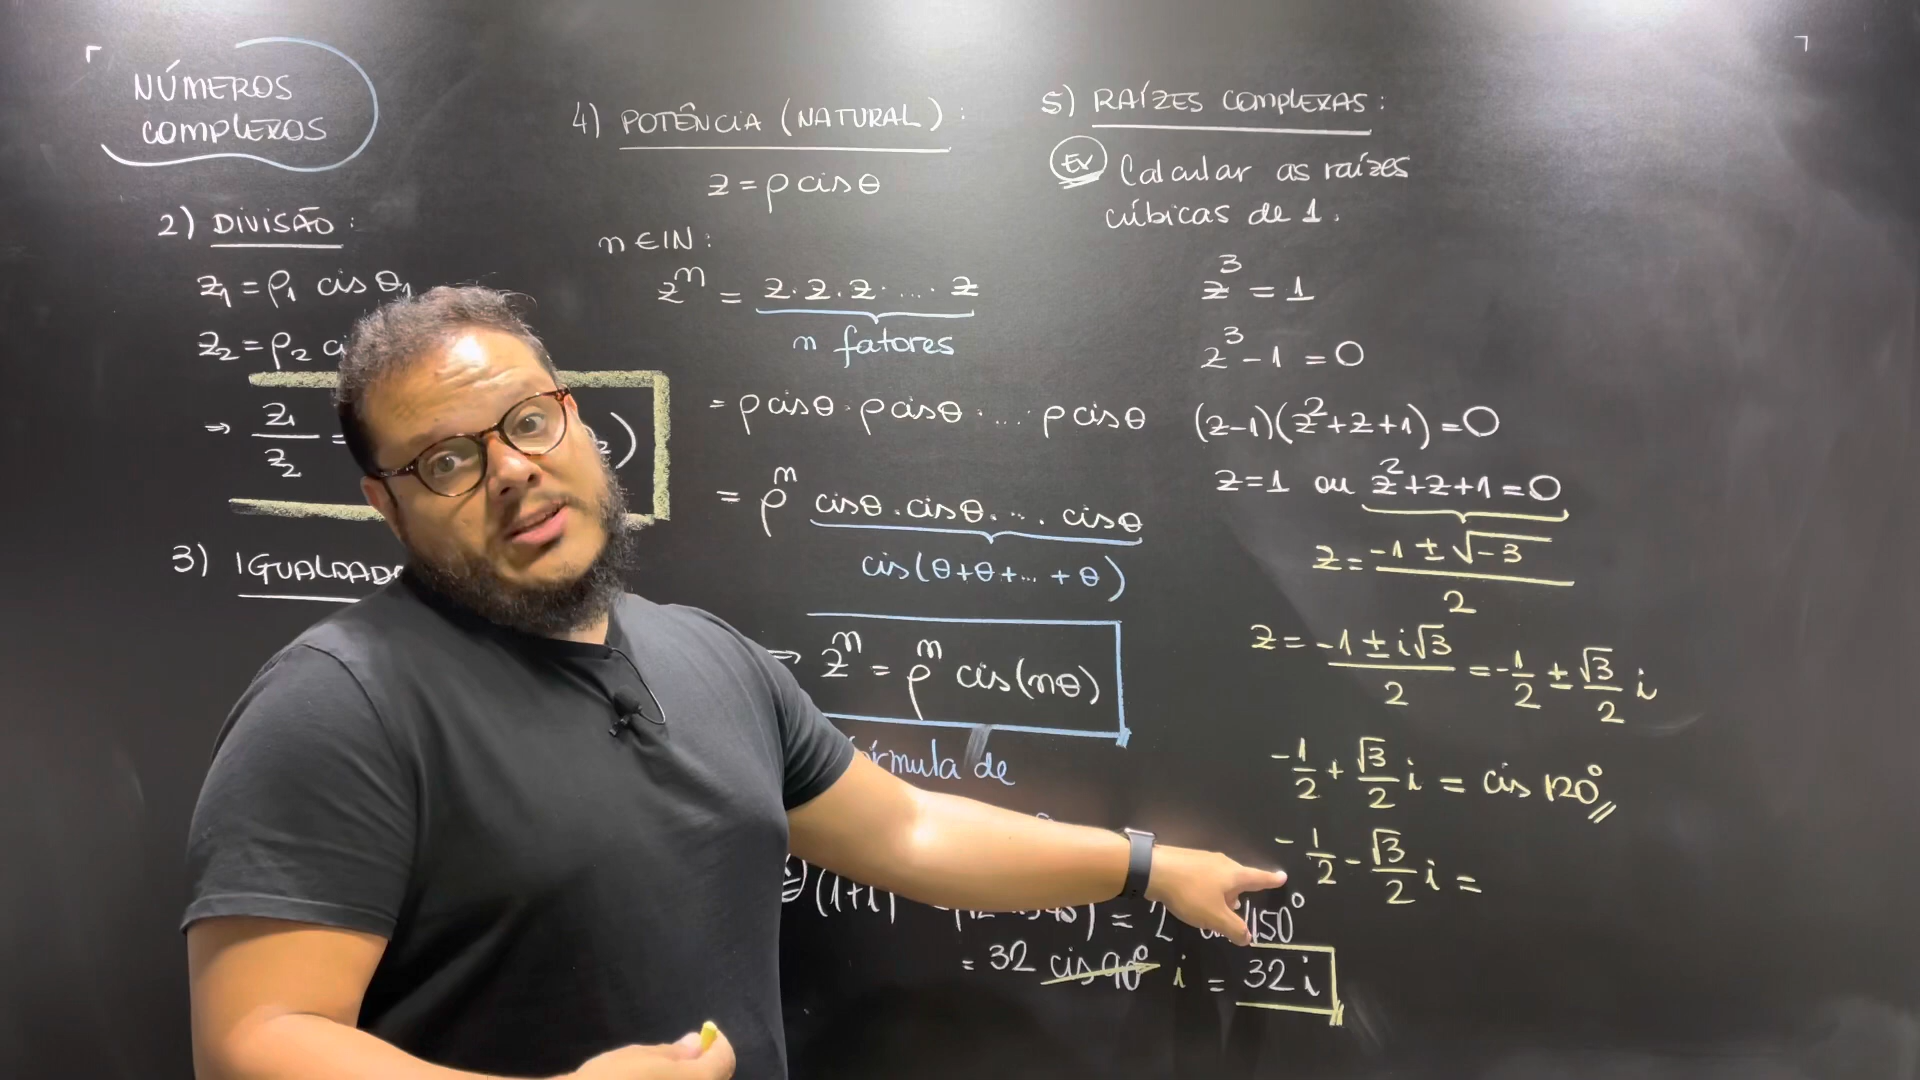 NÚMEROS
COMPLEXOS
2) DIVISÃO:
z₁ = ρ₁ cis θ₁
z₂ = ρ₂
⇒ z₁/z₂ =
3) IGUALDADE
4) POTÊNCIA (NATURAL):
z = ρ cis θ
n ∈ IN:
zⁿ = z·z·z·....·z
n fatores
= ρ cis θ · ρ cis θ · ... ρ cis θ
= ρⁿ cis θ . cis θ. ... cis θ
cis(θ+θ+...+θ)
⇒ zⁿ = ρⁿ cis(nθ)
de
(1+i)
= 32 cis 90° i = 32 i
5) RAÍZES COMPLEXAS:
Ex Calcular as raízes
cúbicas de 1.
z³ = 1
z³ - 1 = 0
(z-1)(z²+z+1) = 0
z=1 ou z²+z+1=0
z = (-1 ± √-3)/2
z = (-1 ± i√3)/2 = -1/2 ± √3/2 i
-1/2 + √3/2 i = cis 120°
-1/2 - √3/2 i =